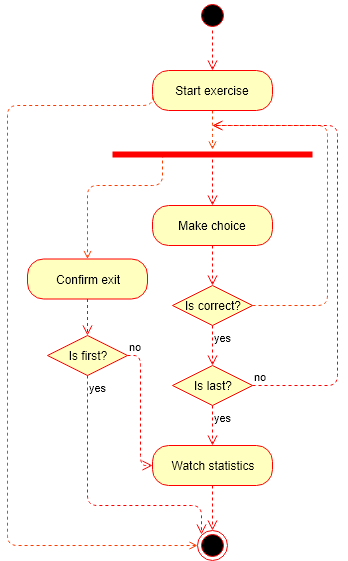 Start exercise
Make choice
Confirm exit
Is correct?
yes
Is first?
no
yes
Is last?
no
yes
Watch statistics